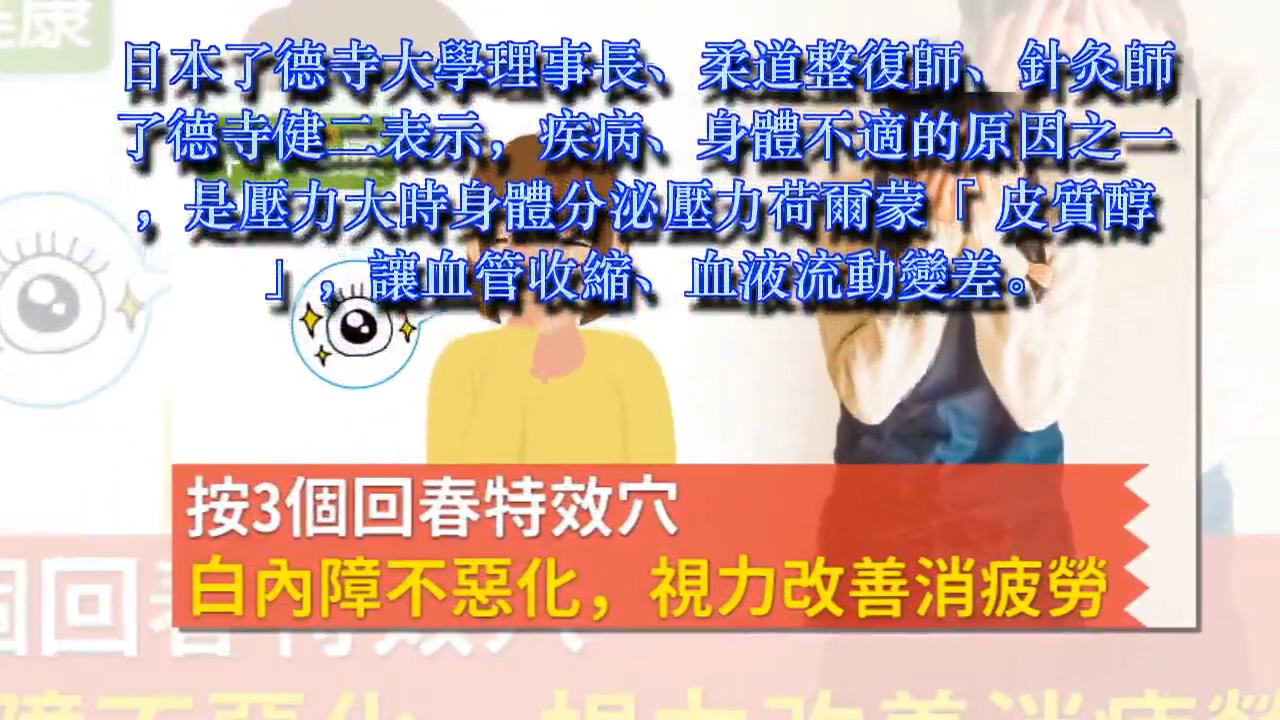 日本了德寺大學理事長、柔道整復師、針灸師
了德寺健二表示，疾病、身體不適的原因之一
，是壓力大時身體分泌壓力荷爾蒙「 皮質醇
」，讓血管收縮、血液流動變差。
按3個回春特效穴
白內障不惡化，視力改善消疲勞